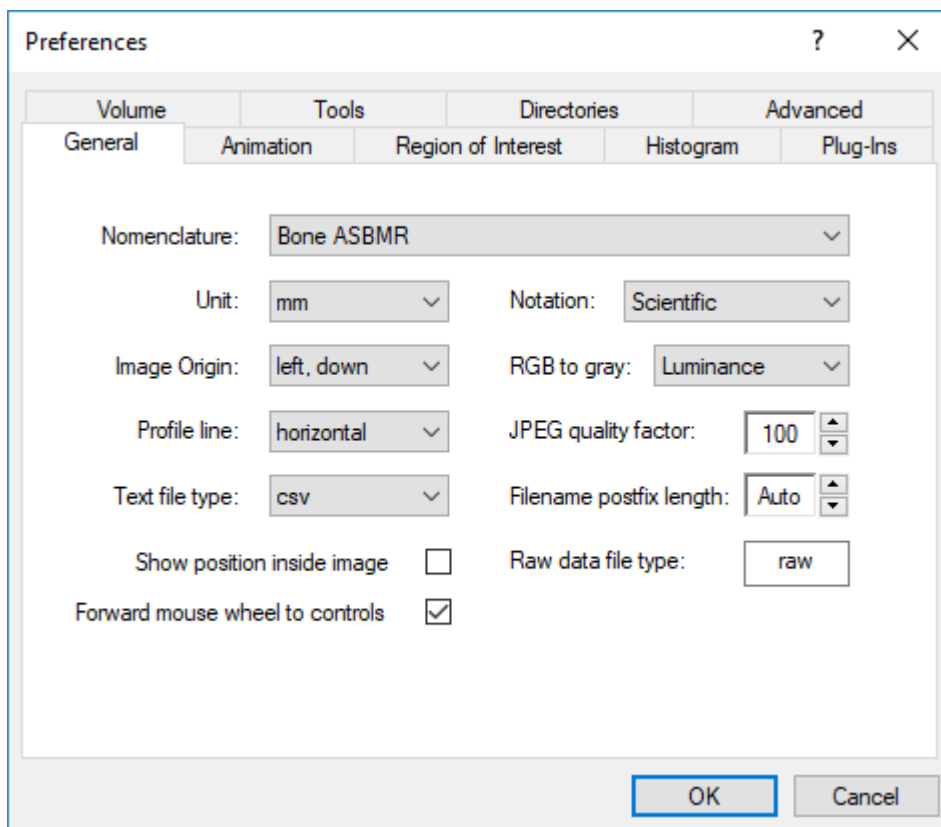 Preferences ?
Volume Tools Directories Advanced
General Animation Region of Interest Histogram Plug-Ins
Nomenclature: Bone ASBMR
Unit: mm Notation: Scientific
Image Origin: left, down RGB to gray: Luminance
Profile line: horizontal JPEG quality factor: 100
Text file type: csv Filename postfix length: Auto
Show position inside image Raw data file type: raw
Forward mouse wheel to controls
OK Cancel